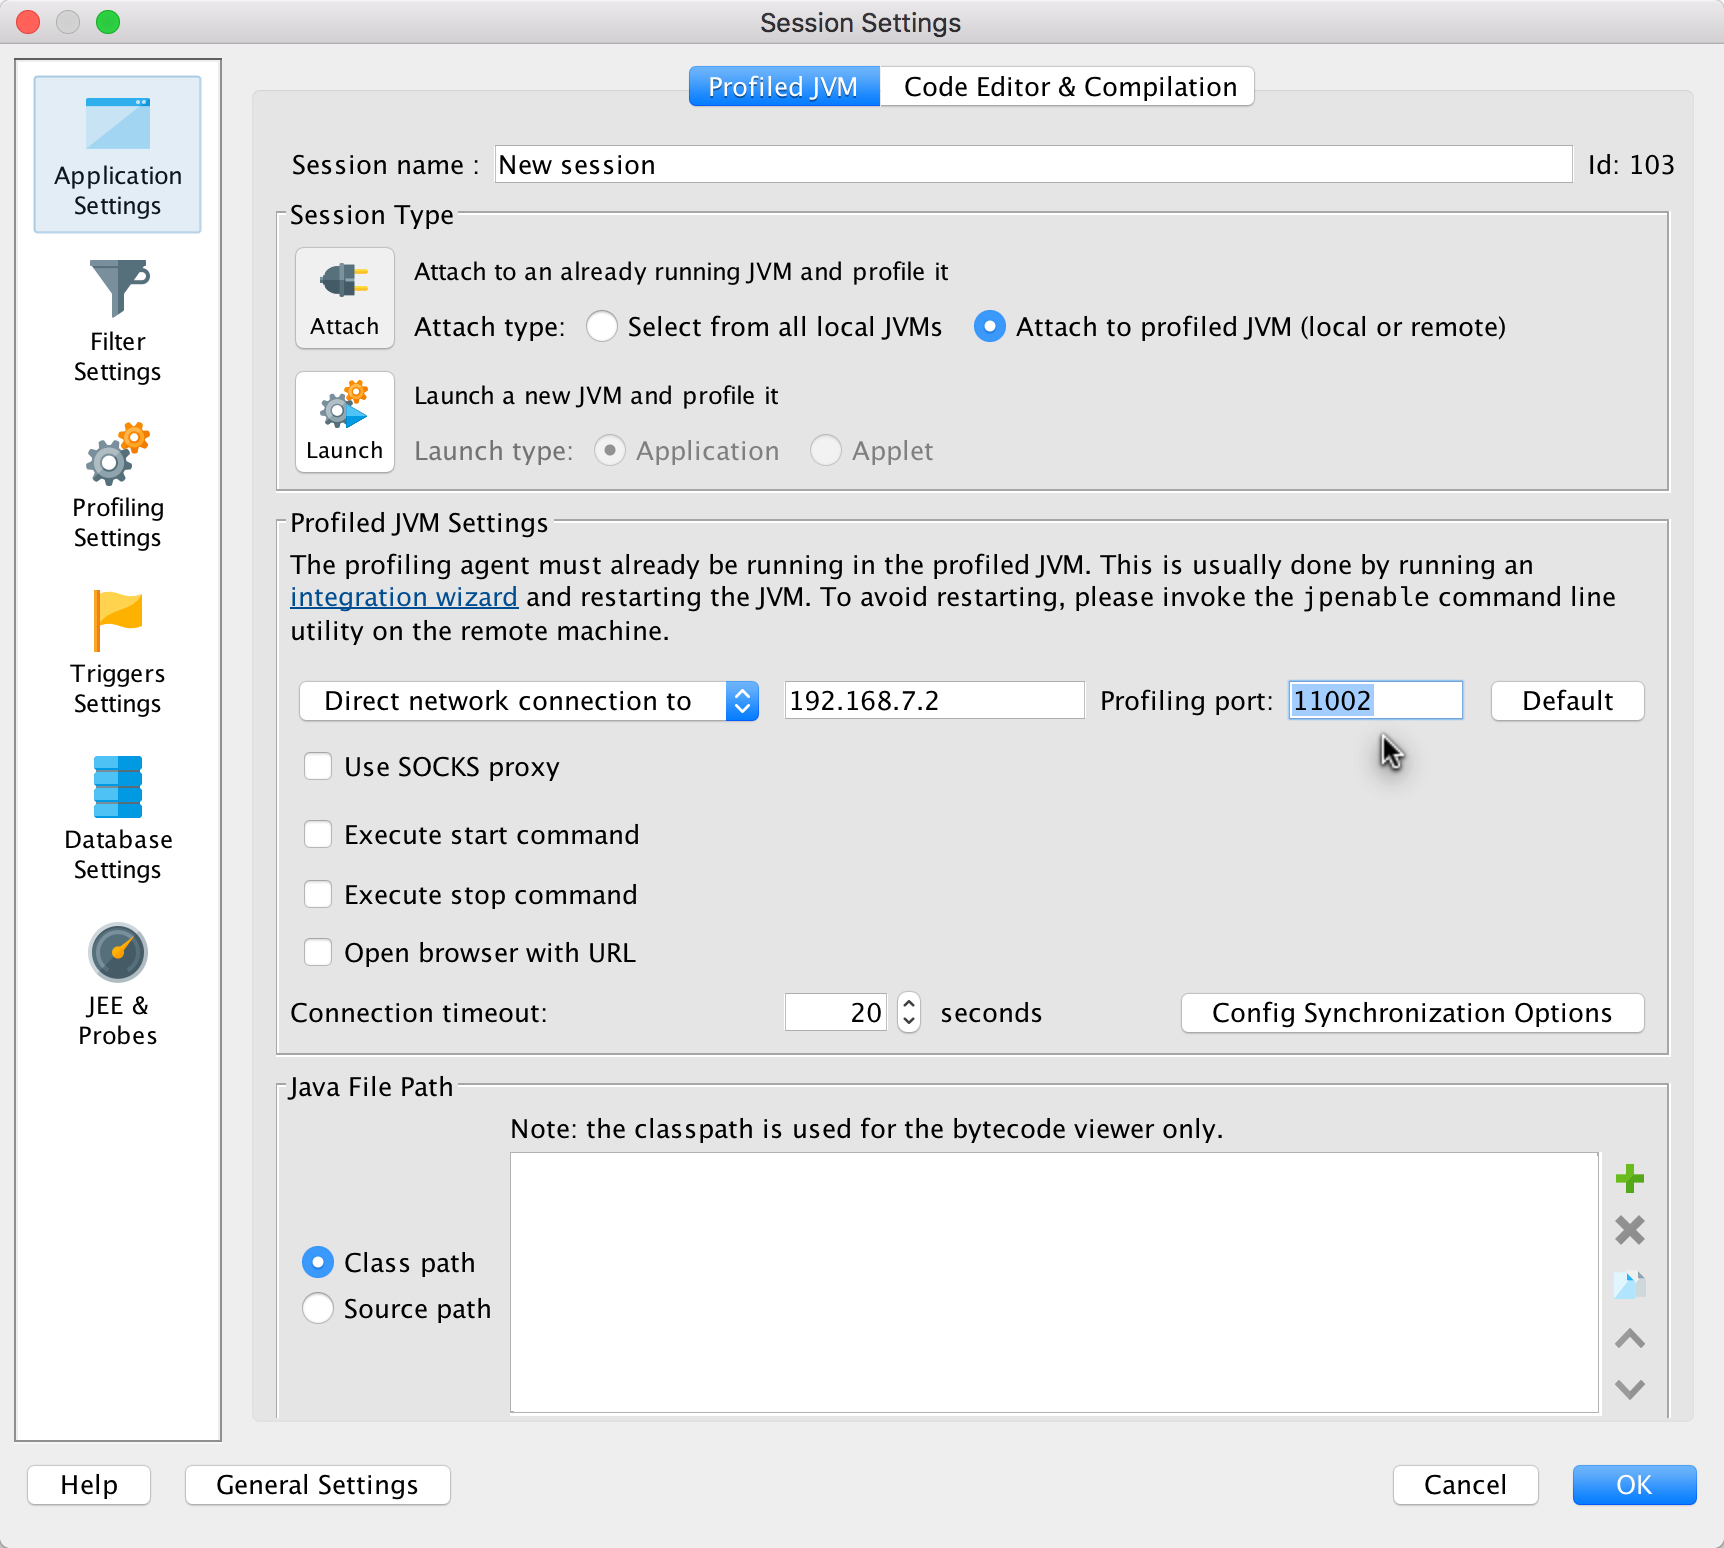 Session Settings
Application
Settings
Filter
Settings
Profiling
Settings
Triggers
Settings
Database
Settings
JEE &
Probes
Profiled JVM Code Editor & Compilation
Session name : New session Id: 103
Session Type
Attach
Attach to an already running JVM and profile it
Attach type: Select from all local JVMs Attach to profiled JVM (local or remote)
Launch
Launch a new JVM and profile it
Launch type: Application Applet
Profiled JVM Settings
The profiling agent must already be running in the profiled JVM. This is usually done by running an
integration wizard and restarting the JVM. To avoid restarting, please invoke the jpenable command line
utility on the remote machine.
Direct network connection to 192.168.7.2 Profiling port: 11002 Default
Use SOCKS proxy
Execute start command
Execute stop command
Open browser with URL
Connection timeout: 20 seconds Config Synchronization Options
Java File Path
Note: the classpath is used for the bytecode viewer only.
Class path
Source path
Help General Settings Cancel OK